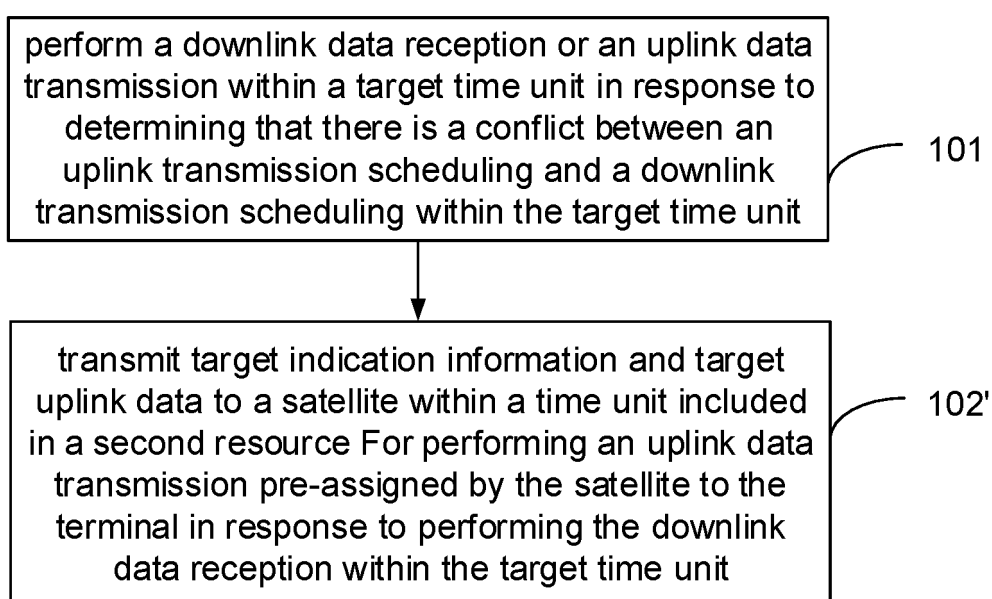 perform a downlink data reception or an uplink data
transmission within a target time unit in response to
determining that there is a conflict between an
uplink transmission scheduling and a downlink
transmission scheduling within the target time unit
101
transmit target indication information and target
uplink data to a satellite within a time unit included
in a second resource For performing an uplink data
transmission pre-assigned by the satellite to the
terminal in response to performing the downlink
data reception within the target time unit
102'